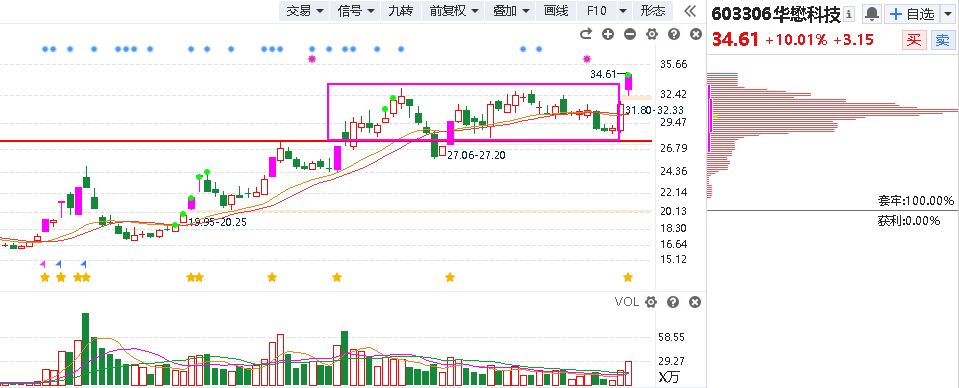 交易 信号 九转 前复权 叠加 画线 F10 形态
603306华懋科技 自选
34.61 +10.01% +3.15 买 卖
34.61
35.66
32.42
31.80-32.33
29.47
27.06-27.20
26.79
24.36
22.14
19.95-20.25
20.13
18.30
16.64
15.12
套牢:100.00%
获利:0.00%
VOL
58.55
29.27
X万